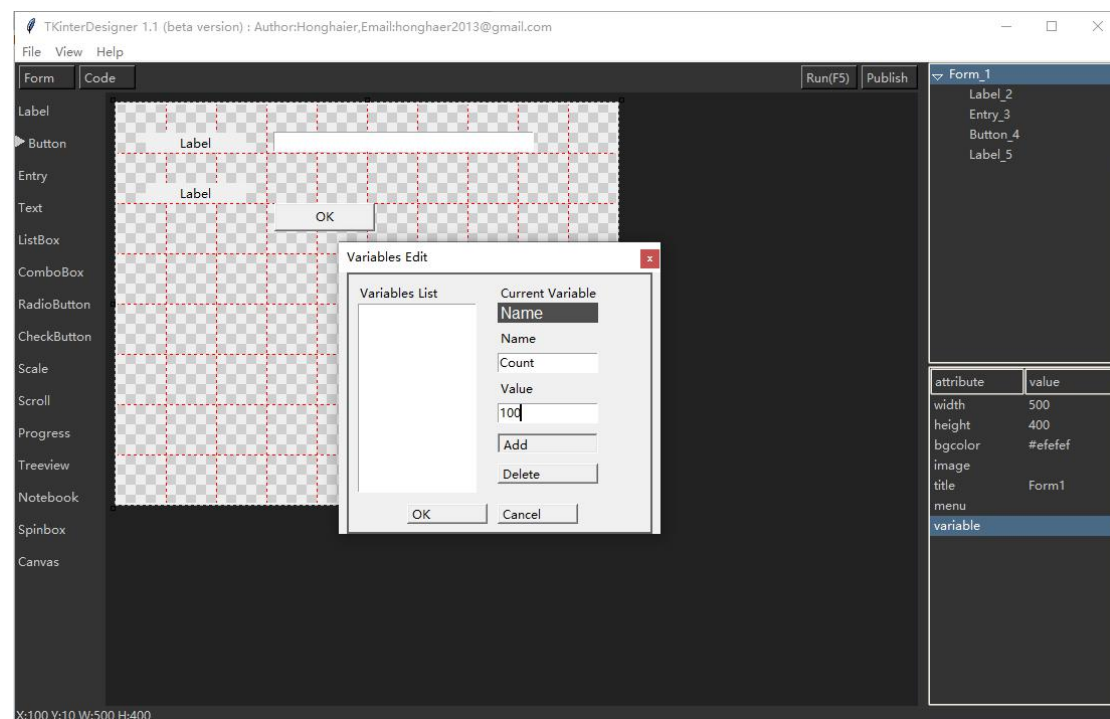 TKinterDesigner 1.1 (beta version) : Author:Honghaier,Email:honghaer2013@gmail.com
File View Help
Form Code Run(F5) Publish
Label
Button
Entry
Text
ListBox
ComboBox
RadioButton
CheckButton
Scale
Scroll
Progress
Treeview
Notebook
Spinbox
Canvas
Label
Label
OK
Variables Edit
x
Variables List
Current Variable
Name
Name
Count
Value
100
Add
Delete
OK Cancel
Form_1
Label_2
Entry_3
Button_4
Label_5
attribute value
width 500
height 400
bgcolor #efefef
image
title Form1
menu
variable
X:100 Y:10 W:500 H:400